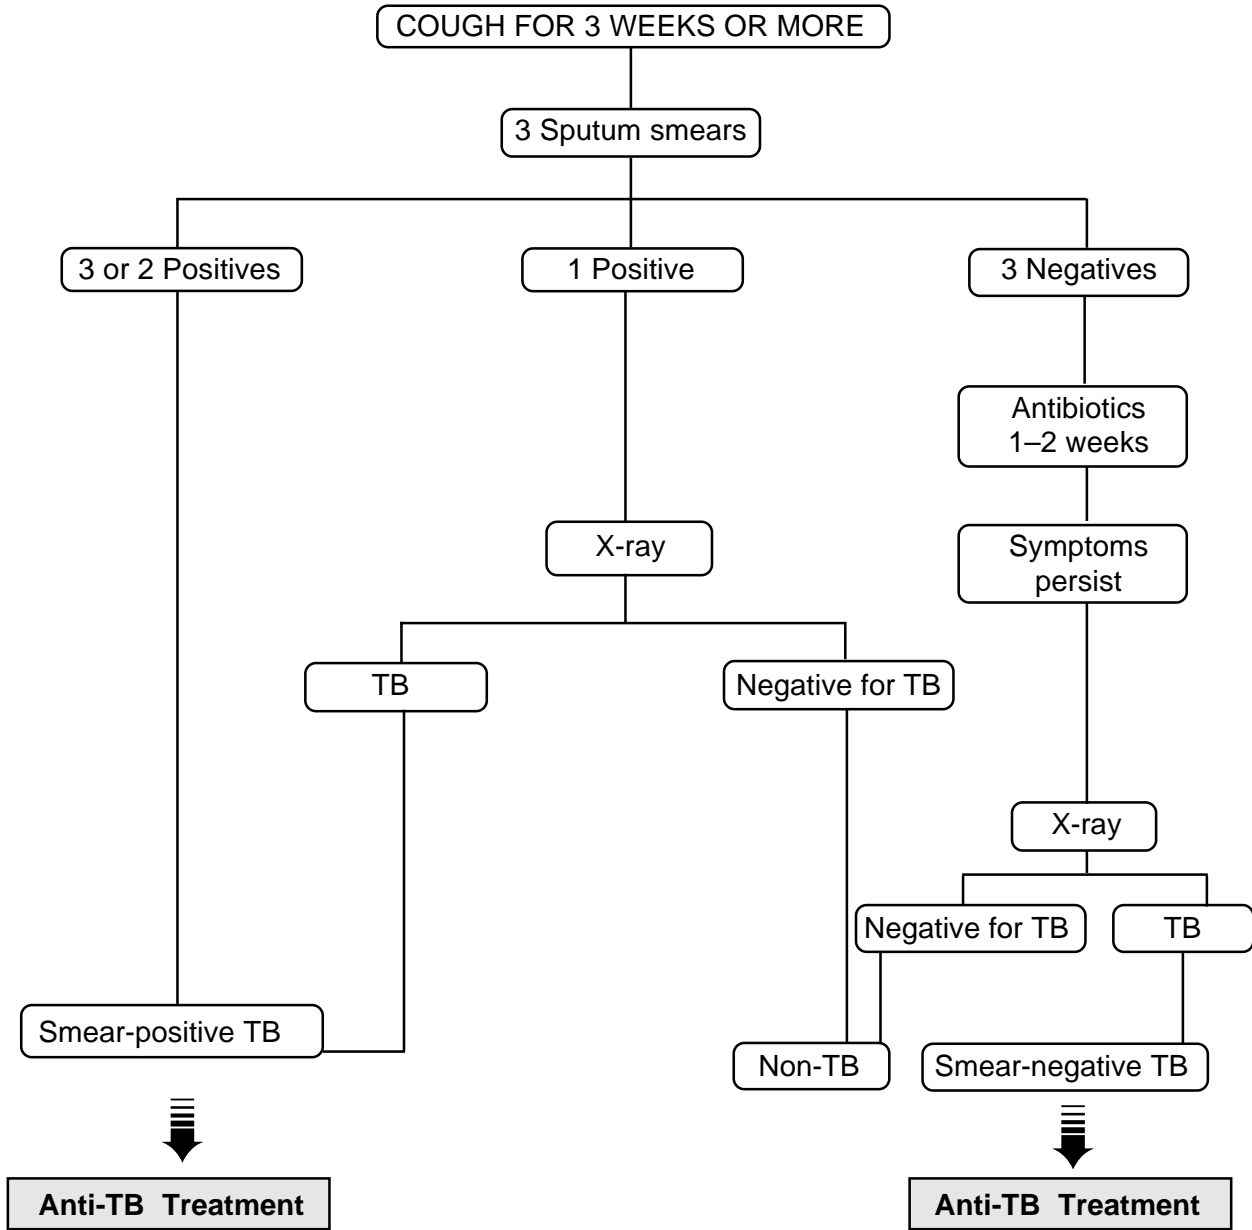 COUGH FOR 3 WEEKS OR MORE
3 Sputum smears
3 or 2 Positives
1 Positive
3 Negatives
Antibiotics
1–2 weeks
X-ray
Symptoms
persist
TB
Negative for TB
X-ray
Negative for TB
TB
Smear-positive TB
Non-TB
Smear-negative TB
Anti-TB Treatment
Anti-TB Treatment